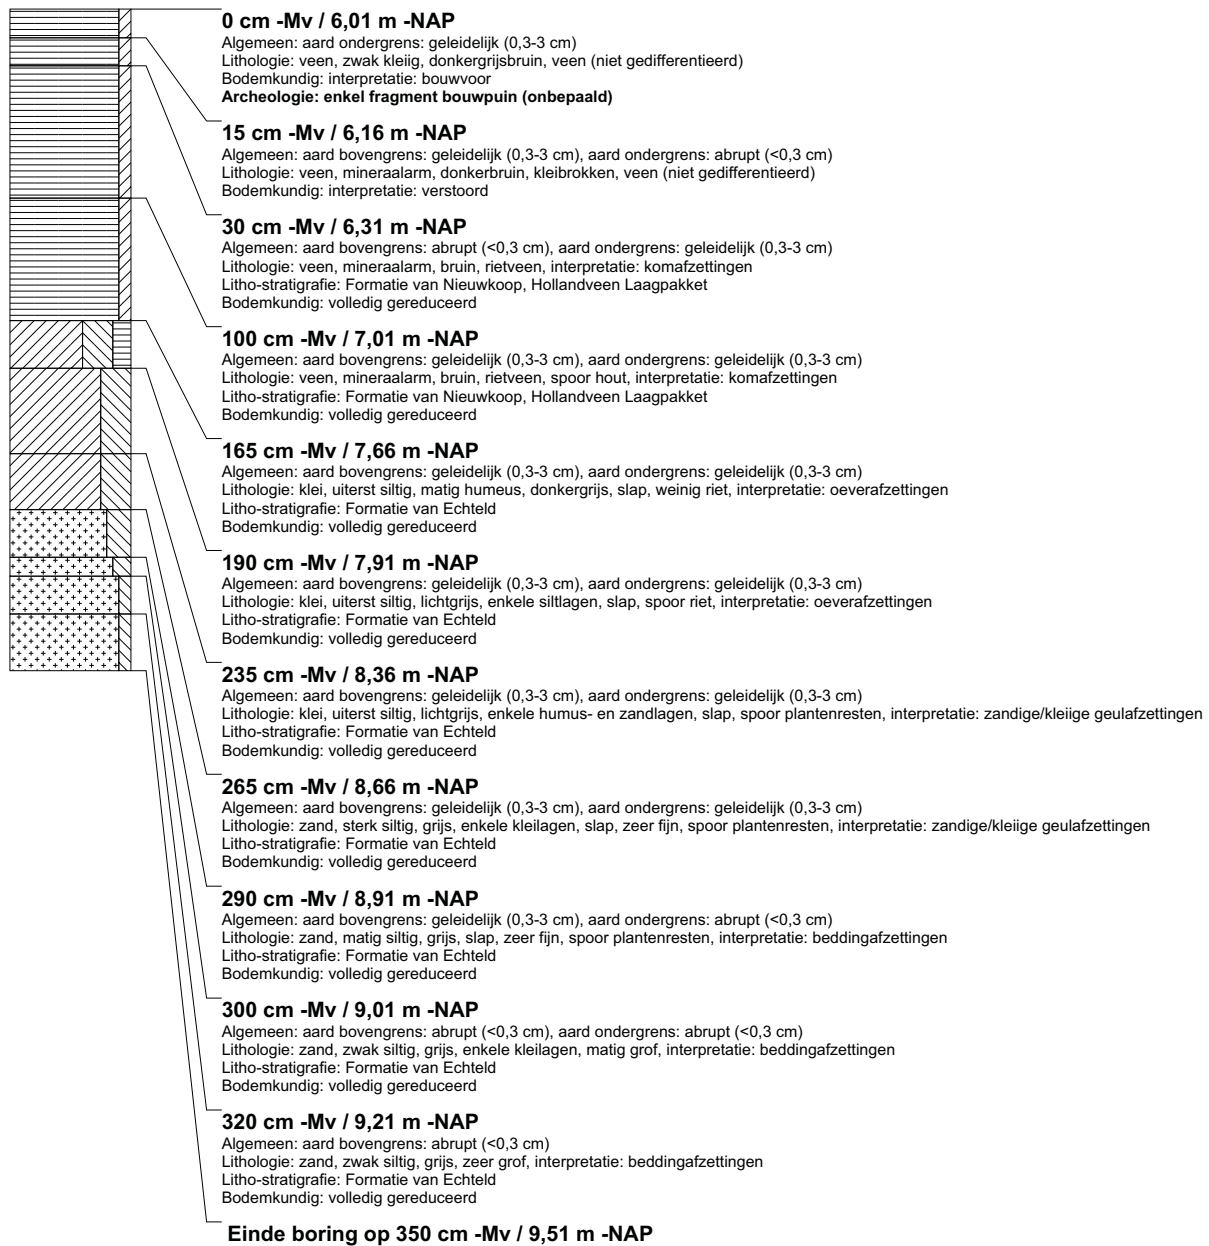 0 cm -Mv / 6,01 m -NAP
Algemeen: aard ondergrens: geleidelijk (0,3-3 cm)
Lithologie: veen, zwak kleiig, donkergrijsbruin, veen (niet gedifferentieerd)
Bodemkundig: interpretatie: bouwvoor
Archeologie: enkel fragment bouwpuin (onbepaald)
15 cm -Mv / 6,16 m -NAP
Algemeen: aard bovengrens: geleidelijk (0,3-3 cm), aard ondergrens: abrupt (<0,3 cm)
Lithologie: veen, mineraalarm, donkerbruin, kleibrokken, veen (niet gedifferentieerd)
Bodemkundig: interpretatie: verstoord
30 cm -Mv / 6,31 m -NAP
Algemeen: aard bovengrens: abrupt (<0,3 cm), aard ondergrens: geleidelijk (0,3-3 cm)
Lithologie: veen, mineraalarm, bruin, rietveen, interpretatie: komafzettingen
Litho-stratigrafie: Formatie van Nieuwkoop, Hollandveen Laagpakket
Bodemkundig: volledig gereduceerd
100 cm -Mv / 7,01 m -NAP
Algemeen: aard bovengrens: geleidelijk (0,3-3 cm), aard ondergrens: geleidelijk (0,3-3 cm)
Lithologie: veen, mineraalarm, bruin, rietveen, spoor hout, interpretatie: komafzettingen
Litho-stratigrafie: Formatie van Nieuwkoop, Hollandveen Laagpakket
Bodemkundig: volledig gereduceerd
165 cm -Mv / 7,66 m -NAP
Algemeen: aard bovengrens: geleidelijk (0,3-3 cm), aard ondergrens: geleidelijk (0,3-3 cm)
Lithologie: klei, uiterst siltig, matig humeus, donkergrijs, slap, weinig riet, interpretatie: oeverafzettingen
Litho-stratigrafie: Formatie van Echteld
Bodemkundig: volledig gereduceerd
190 cm -Mv / 7,91 m -NAP
Algemeen: aard bovengrens: geleidelijk (0,3-3 cm), aard ondergrens: geleidelijk (0,3-3 cm)
Lithologie: klei, uiterst siltig, lichtgrijs, enkele siltlagen, slap, spoor riet, interpretatie: oeverafzettingen
Litho-stratigrafie: Formatie van Echteld
Bodemkundig: volledig gereduceerd
235 cm -Mv / 8,36 m -NAP
Algemeen: aard bovengrens: geleidelijk (0,3-3 cm), aard ondergrens: geleidelijk (0,3-3 cm)
Lithologie: klei, uiterst siltig, lichtgrijs, enkele humus- en zandlagen, slap, spoor plantenresten, interpretatie: zandige/kleiige geulafzettingen
Litho-stratigrafie: Formatie van Echteld
Bodemkundig: volledig gereduceerd
265 cm -Mv / 8,66 m -NAP
Algemeen: aard bovengrens: geleidelijk (0,3-3 cm), aard ondergrens: geleidelijk (0,3-3 cm)
Lithologie: zand, sterk siltig, grijs, enkele kleilagen, slap, zeer fijn, spoor plantenresten, interpretatie: zandige/kleiige geulafzettingen
Litho-stratigrafie: Formatie van Echteld
Bodemkundig: volledig gereduceerd
290 cm -Mv / 8,91 m -NAP
Algemeen: aard bovengrens: geleidelijk (0,3-3 cm), aard ondergrens: abrupt (<0,3 cm)
Lithologie: zand, matig siltig, grijs, slap, zeer fijn, spoor plantenresten, interpretatie: beddingafzettingen
Litho-stratigrafie: Formatie van Echteld
Bodemkundig: volledig gereduceerd
300 cm -Mv / 9,01 m -NAP
Algemeen: aard bovengrens: abrupt (<0,3 cm), aard ondergrens: abrupt (<0,3 cm)
Lithologie: zand, zwak siltig, grijs, enkele kleilagen, matig grof, interpretatie: beddingafzettingen
Litho-stratigrafie: Formatie van Echteld
Bodemkundig: volledig gereduceerd
320 cm -Mv / 9,21 m -NAP
Algemeen: aard bovengrens: abrupt (<0,3 cm)
Lithologie: zand, zwak siltig, grijs, zeer grof, interpretatie: beddingafzettingen
Litho-stratigrafie: Formatie van Echteld
Bodemkundig: volledig gereduceerd
Einde boring op 350 cm -Mv / 9,51 m -NAP